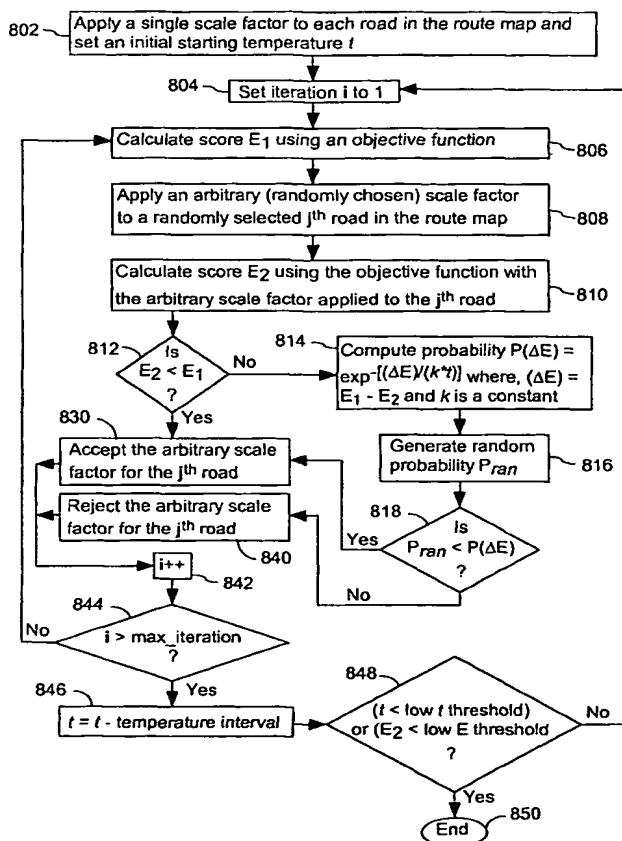 802
Apply a single scale factor to each road in the route map and
set an initial starting temperature t
804
Set iteration i to 1
Calculate score E1 using an objective function
806
Apply an arbitrary (randomly chosen) scale factor
to a randomly selected jth road in the route map
808
Calculate score E2 using the objective function with
the arbitrary scale factor applied to the jth road
810
812
Is
E2 < E1
?
No
Yes
814
Compute probability P(ΔE) =
exp-[(ΔE)/(k*t)] where, (ΔE) =
E1 - E2 and k is a constant
Generate random
probability Pran
816
818
Is
Pran < P(ΔE)
?
Yes
No
830
Accept the arbitrary scale
factor for the jth road
Reject the arbitrary scale
factor for the jth road
840
i++
842
844
i > max_iteration
?
No
Yes
846
t = t - temperature interval
848
(t < low t threshold)
or (E2 < low E threshold
?
No
Yes
End
850